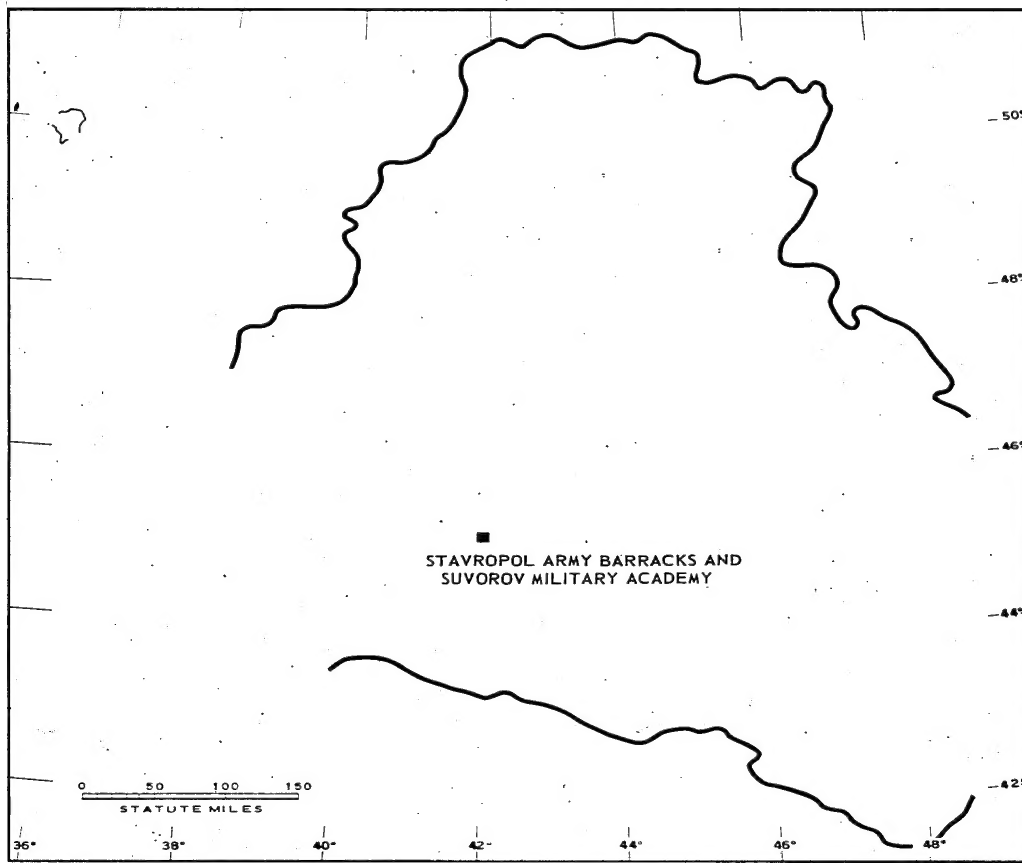 50°
48°
46°
STAVROPOL ARMY BARRACKS AND
SUVOROV MILITARY ACADEMY
44°
42°
0 50 100 150
STATUTE MILES
36° 38° 40° 42° 44° 46° 48°